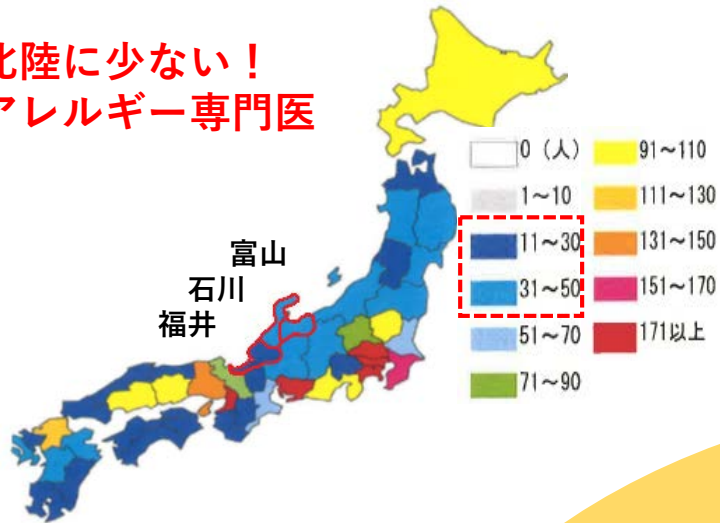 北陸に少ない！
アレルギー専門医
富山
石川
福井
0（人）
1～10
11～30
31～50
51～70
71～90
91～110
111～130
131～150
151～170
171以上